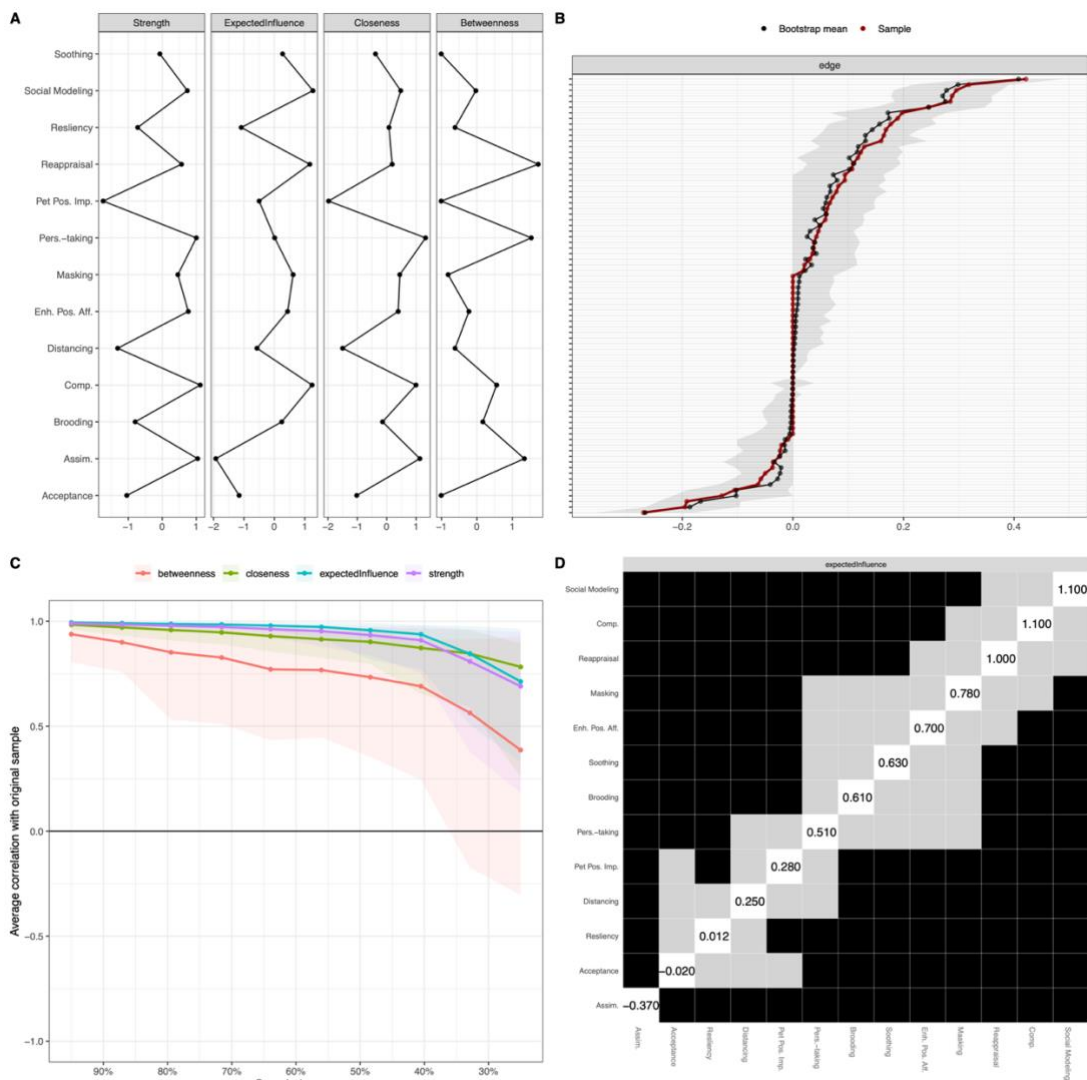 A
Strength ExpectedInfluence Closeness Betweenness
Soothing
Social Modeling
Resliency
Reappraisal
Pet Pos. Imp.
Pers.-taking
Masking
Enh. Pos. Aff.
Distancing
Comp.
Brooding
Assim.
Acceptance
-1 0 1 -2 -1 0 1 -2 -1 0 1 -1 0 1
B
Bootstrap mean Sample
edge
-0.2 0.0 0.2 0.4
C
betweenness closeness expectedInfluence strength
Average correlation with original sample
1.0
0.5
0.0
-0.5
-1.0
90% 80% 70% 60% 50% 40% 30%
D
expectedInfluence
Social Modeling 1.100
Comp. 1.100
Reappraisal 1.000
Masking 0.780
Enh. Pos. Aff. 0.700
Soothing 0.630
Brooding 0.610
Pers.-taking 0.510
Pet Pos. Imp. 0.280
Distancing 0.250
Resliency 0.012
Acceptance -0.020
Assim. -0.370
Assim. Acceptance Resliency Distancing Pet Pos. Imp. Pers.-taking Brooding Soothing Enh. Pos. Aff. Masking Reappraisal Comp. Social Modeling